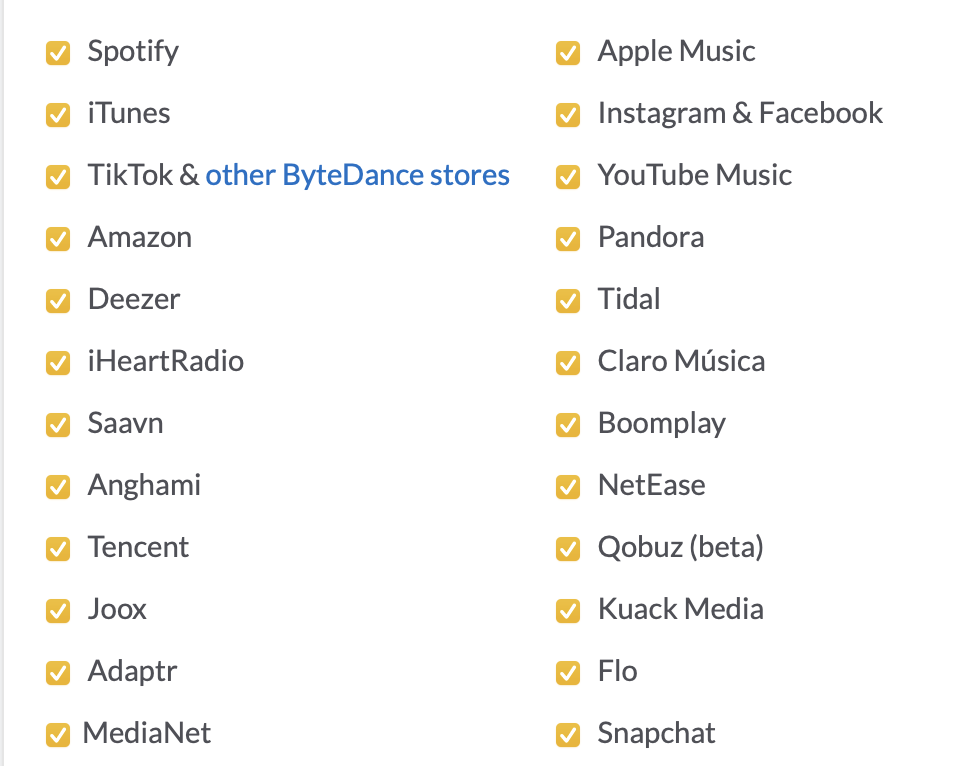 Spotify
Apple Music
iTunes
Instagram & Facebook
TikTok & other ByteDance stores
YouTube Music
Amazon
Pandora
Deezer
Tidal
iHeartRadio
Claro Música
Saavn
Boomplay
Anghami
NetEase
Tencent
Qobuz (beta)
Joox
Kuack Media
Adaptr
Flo
MediaNet
Snapchat